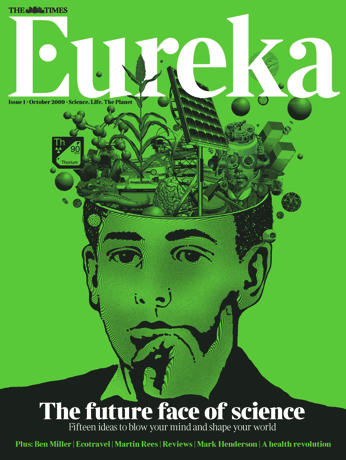 THE TIMES
Eureka
Issue 1 · October 2009 · Science. Life. The Planet
Th
90
Thorium
The future face of science
Fifteen ideas to blow your mind and shape your world
Plus: Ben Miller | Ecotravel | Martin Rees | Reviews | Mark Henderson | A health revolution